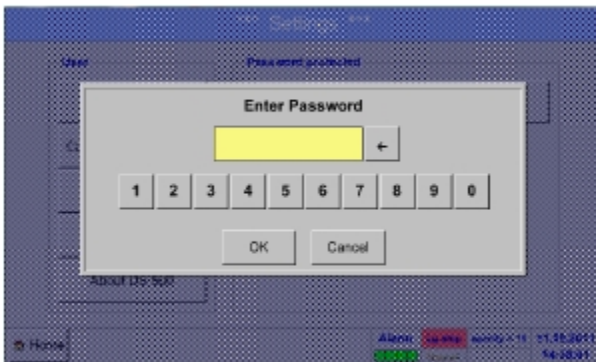 *** Settings ***
User Password protected
Enter Password
←
1 2 3 4 5 6 7 8 9 0
OK Cancel
About DS-500
Home
Alarm